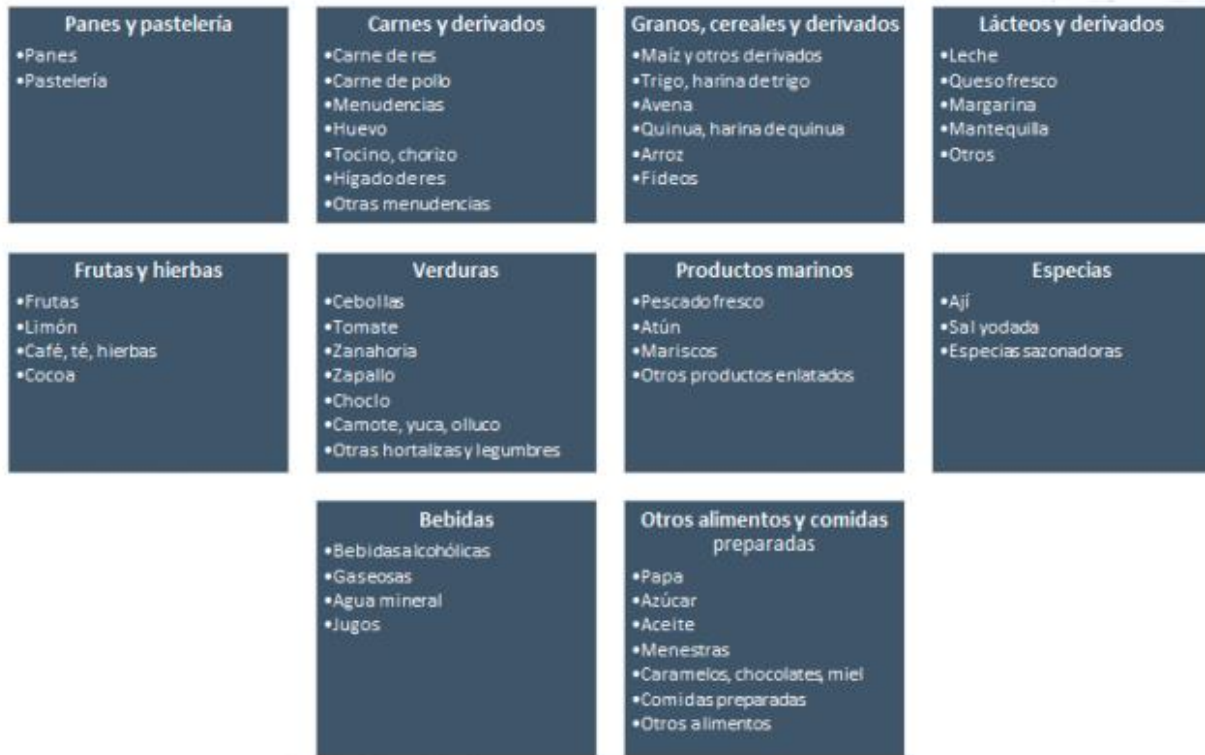 Panes y pastelería
•Panes
•Pastelería
Carnes y derivados
•Carne de res
•Carne de pollo
•Menudencias
•Huevo
•Tocino, chorizo
•Hígado de res
•Otras menudencias
Granos, cereales y derivados
•Maíz y otros derivados
•Trigo, harina de trigo
•Avena
•Quinua, harina de quinua
•Arroz
•Fideos
Lácteos y derivados
•Leche
•Queso fresco
•Margarina
•Mantequilla
•Otros
Frutas y hierbas
•Frutas
•Limón
•Café, té, hierbas
•Cocoa
Verduras
•Cebollas
•Tomate
•Zanahoria
•Zapallo
•Choclo
•Camote, yuca, olluco
•Otras hortalizas y legumbres
Productos marinos
•Pescado fresco
•Atún
•Mariscos
•Otros productos enlatados
Especias
•Ají
•Sal yodada
•Especias sazonadoras
Bebidas
•Bebidas alcohólicas
•Gaseosas
•Agua mineral
•Jugos
Otros alimentos y comidas
preparadas
•Papa
•Azúcar
•Aceite
•Menestras
•Caramelos, chocolates, miel
•Comidas preparadas
•Otros alimentos